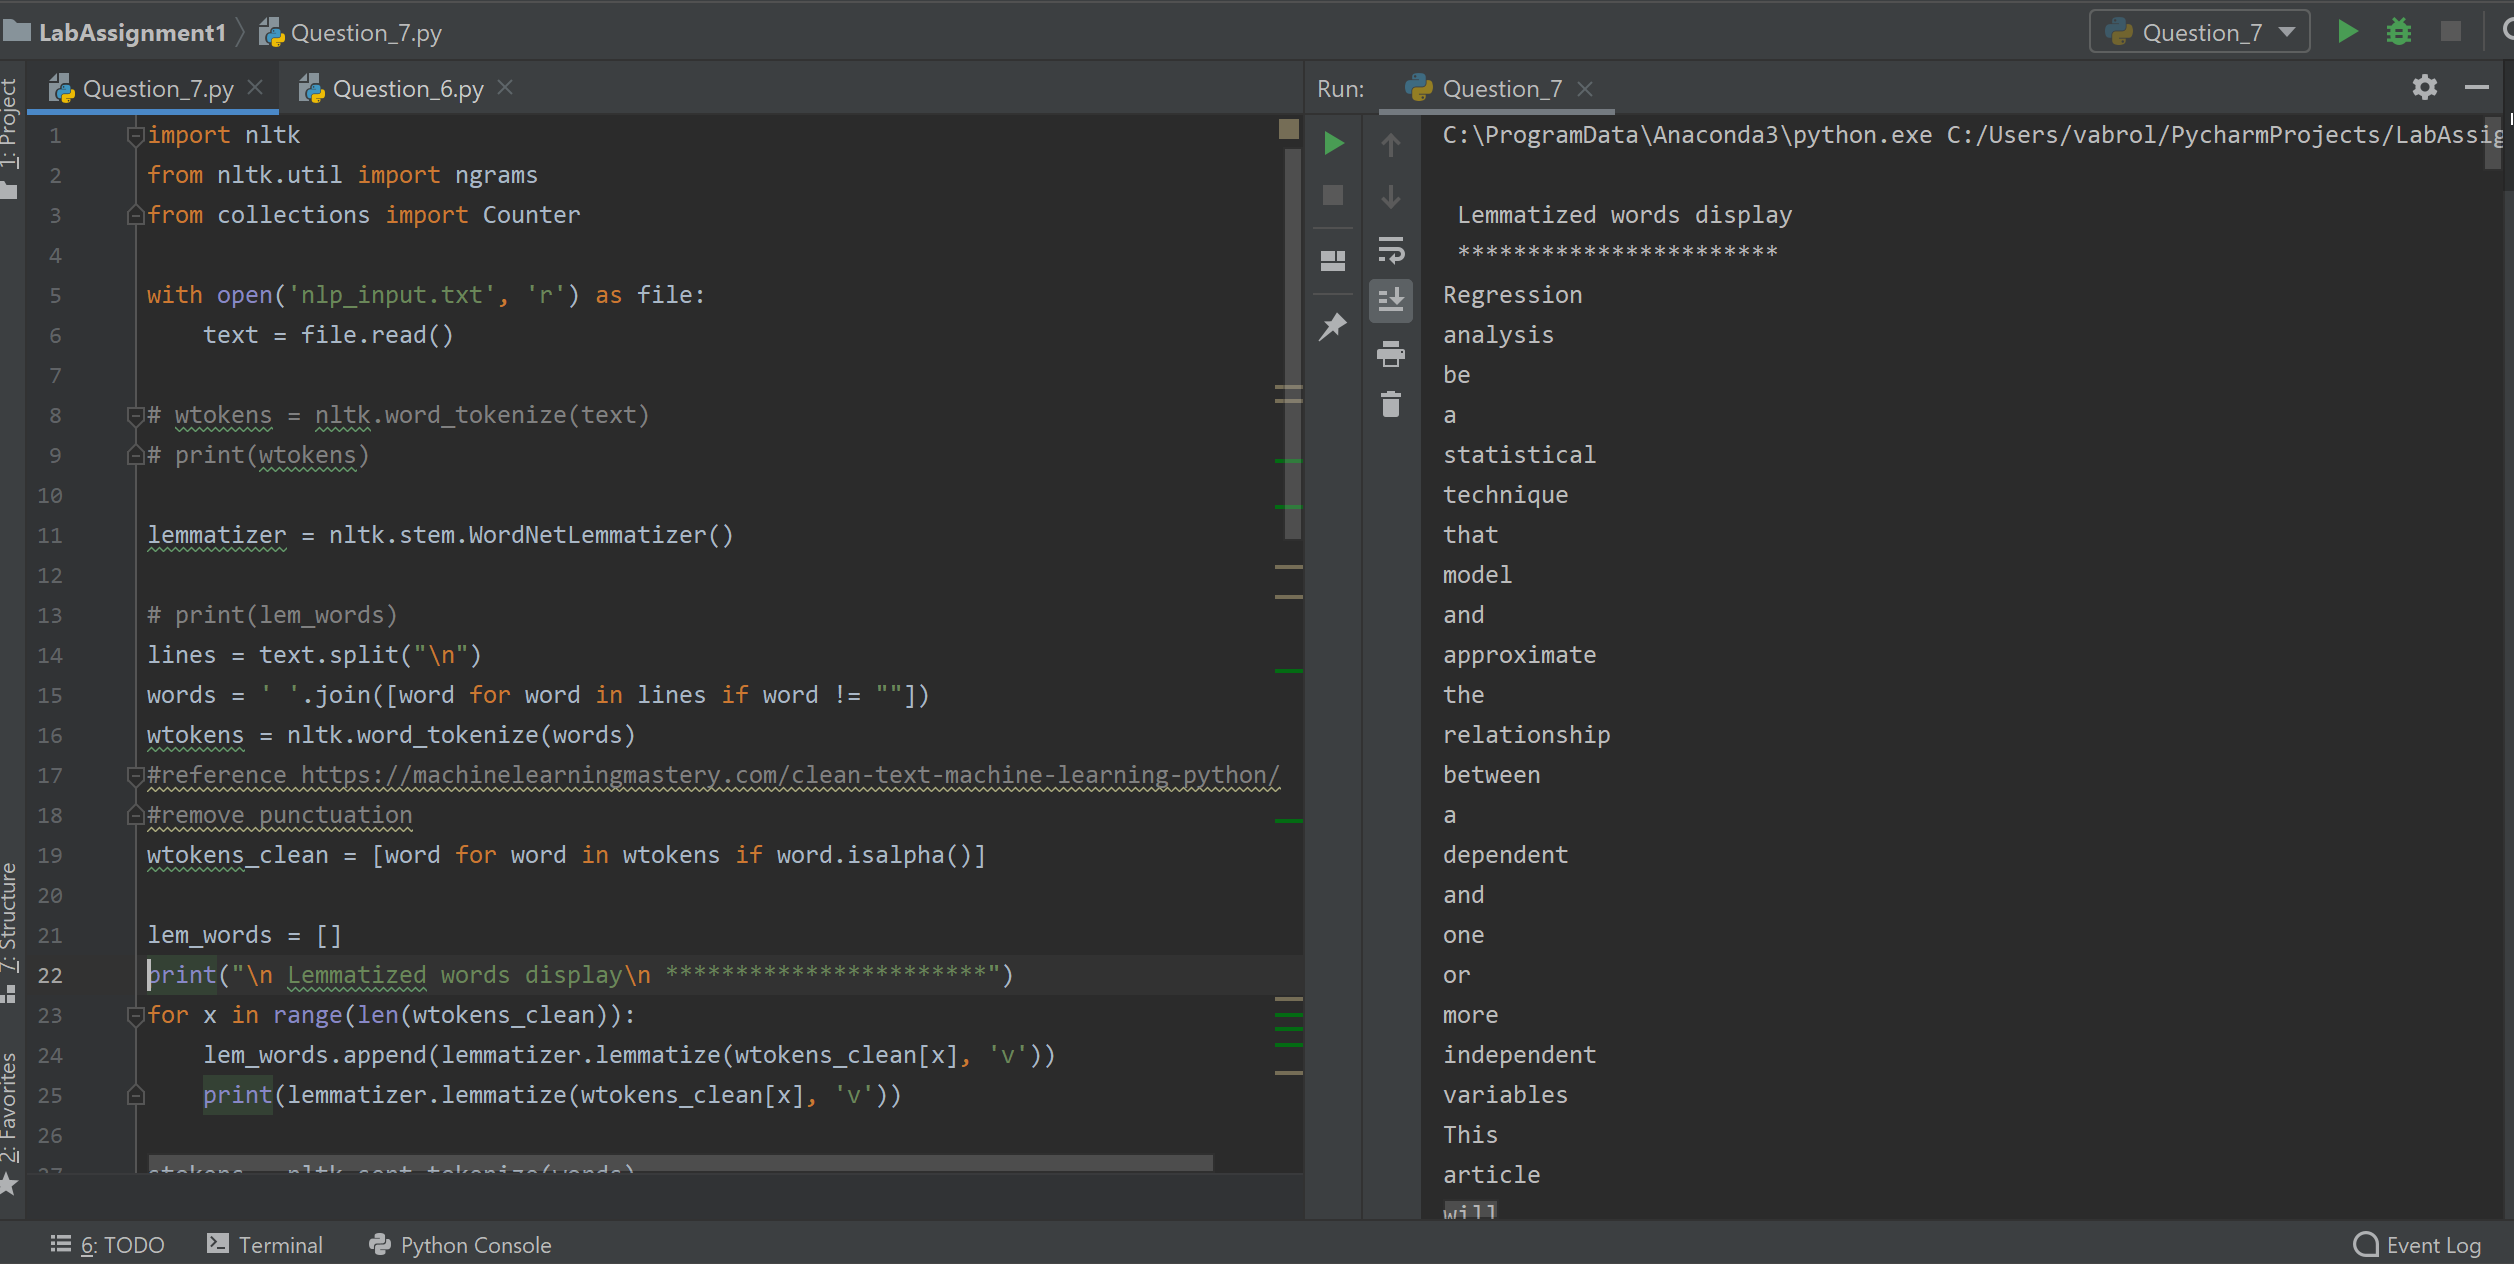 LabAssignment1 Question_7.py
Question_7
Question_7.py
Question_6.py
Run: Question_7
1: Project
7: Structure
2: Favorites
1 import nltk
2 from nltk.util import ngrams
3 from collections import Counter
4
5 with open('nlp_input.txt', 'r') as file:
6 text = file.read()
7
8 # wtokens = nltk.word_tokenize(text)
9 # print(wtokens)
10
11 lemmatizer = nltk.stem.WordNetLemmatizer()
12
13 # print(lem_words)
14 lines = text.split("\n")
15 words = ' '.join([word for word in lines if word != ""])
16 wtokens = nltk.word_tokenize(words)
17 #reference https://machinelearningmastery.com/clean-text-machine-learning-python/
18 #remove punctuation
19 wtokens_clean = [word for word in wtokens if word.isalpha()]
20
21 lem_words = []
22 print("\n Lemmatized words display\n ***********************")
23 for x in range(len(wtokens_clean)):
24 lem_words.append(lemmatizer.lemmatize(wtokens_clean[x], 'v'))
25 print(lemmatizer.lemmatize(wtokens_clean[x], 'v'))
26
27 stokens = nltk.sent_tokenize(words)
C:\ProgramData\Anaconda3\python.exe C:/Users/vabrol/PycharmProjects/LabAssig
Lemmatized words display
***********************
Regression
analysis
be
a
statistical
technique
that
model
and
approximate
the
relationship
between
a
dependent
and
one
or
more
independent
variables
This
article
will
6: TODO
Terminal
Python Console
Event Log